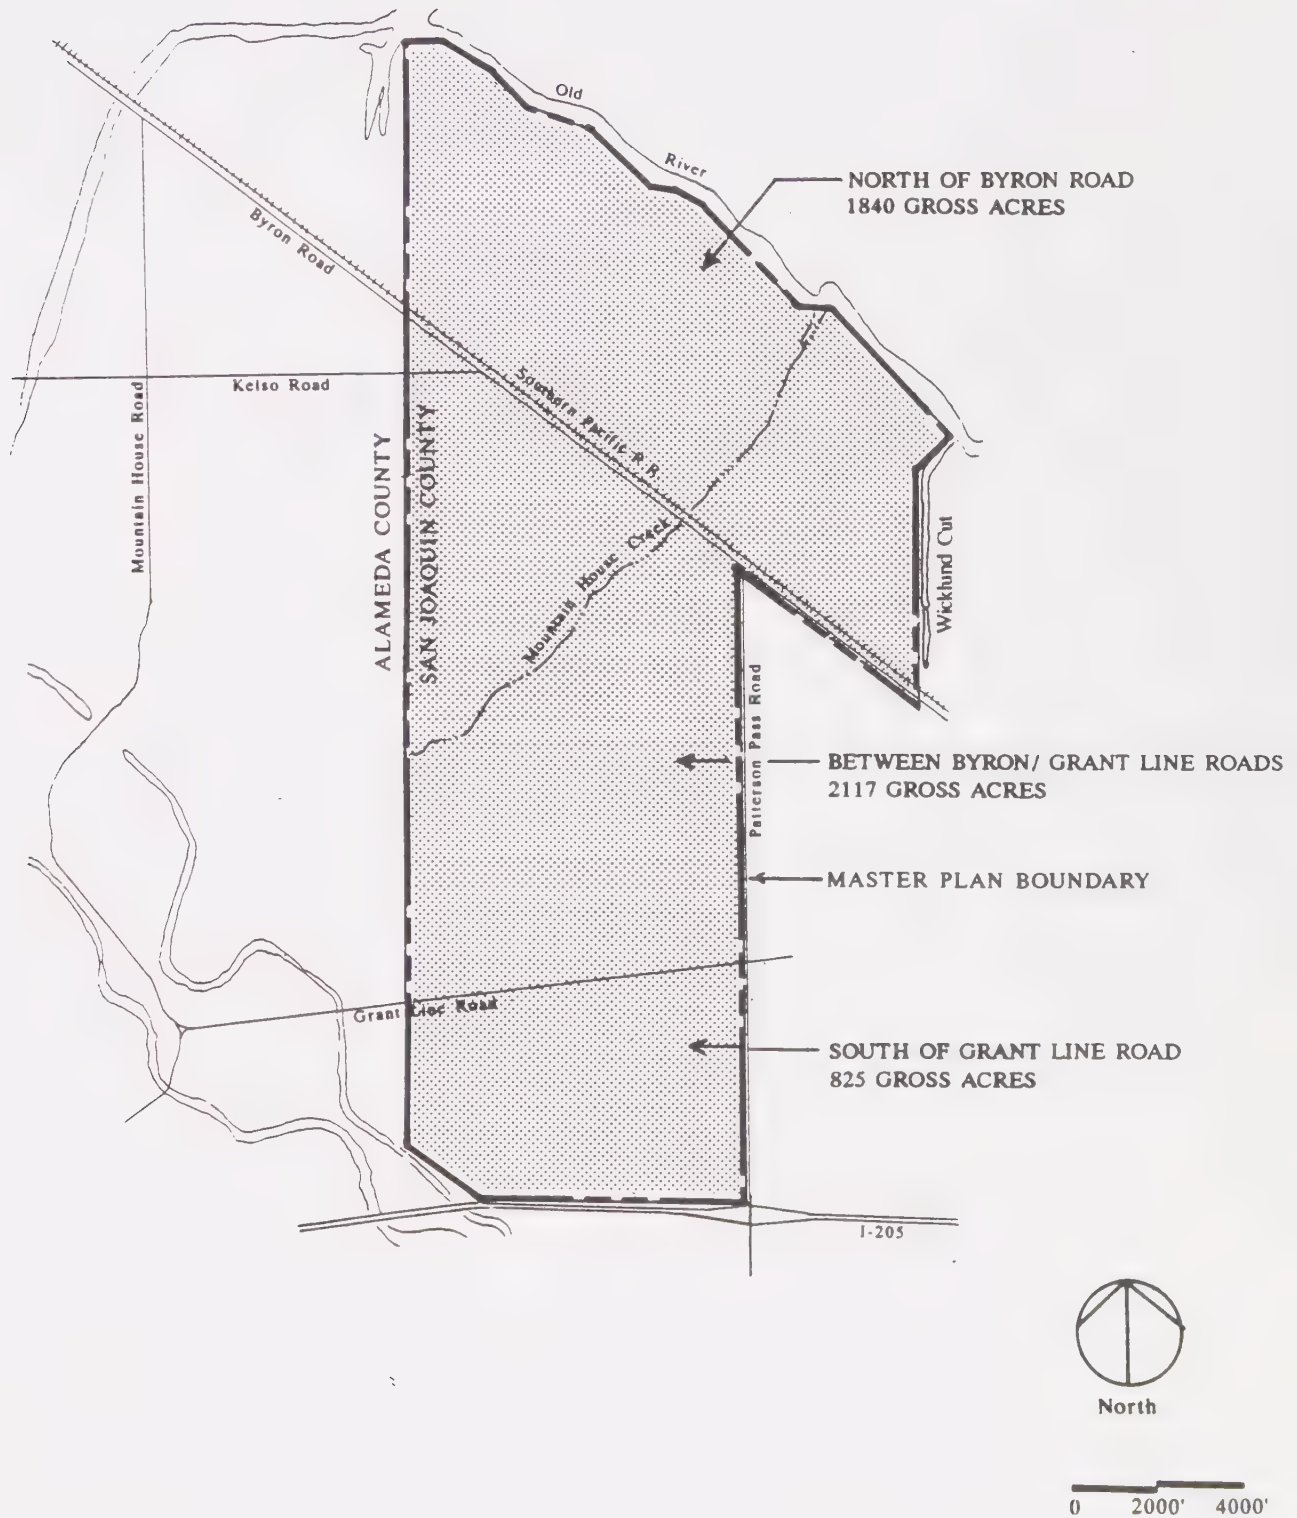 Old
River
NORTH OF BYRON ROAD
1840 GROSS ACRES
Byron Road
Kelso Road
Southern Pacific R.R.
Mountain House Road
ALAMEDA COUNTY
SAN JOAQUIN COUNTY
Mountain House Creek
Wicklund Cut
Patterson Pass Road
BETWEEN BYRON/ GRANT LINE ROADS
2117 GROSS ACRES
MASTER PLAN BOUNDARY
Grant Line Road
SOUTH OF GRANT LINE ROAD
825 GROSS ACRES
I-205
North
0 2000' 4000'